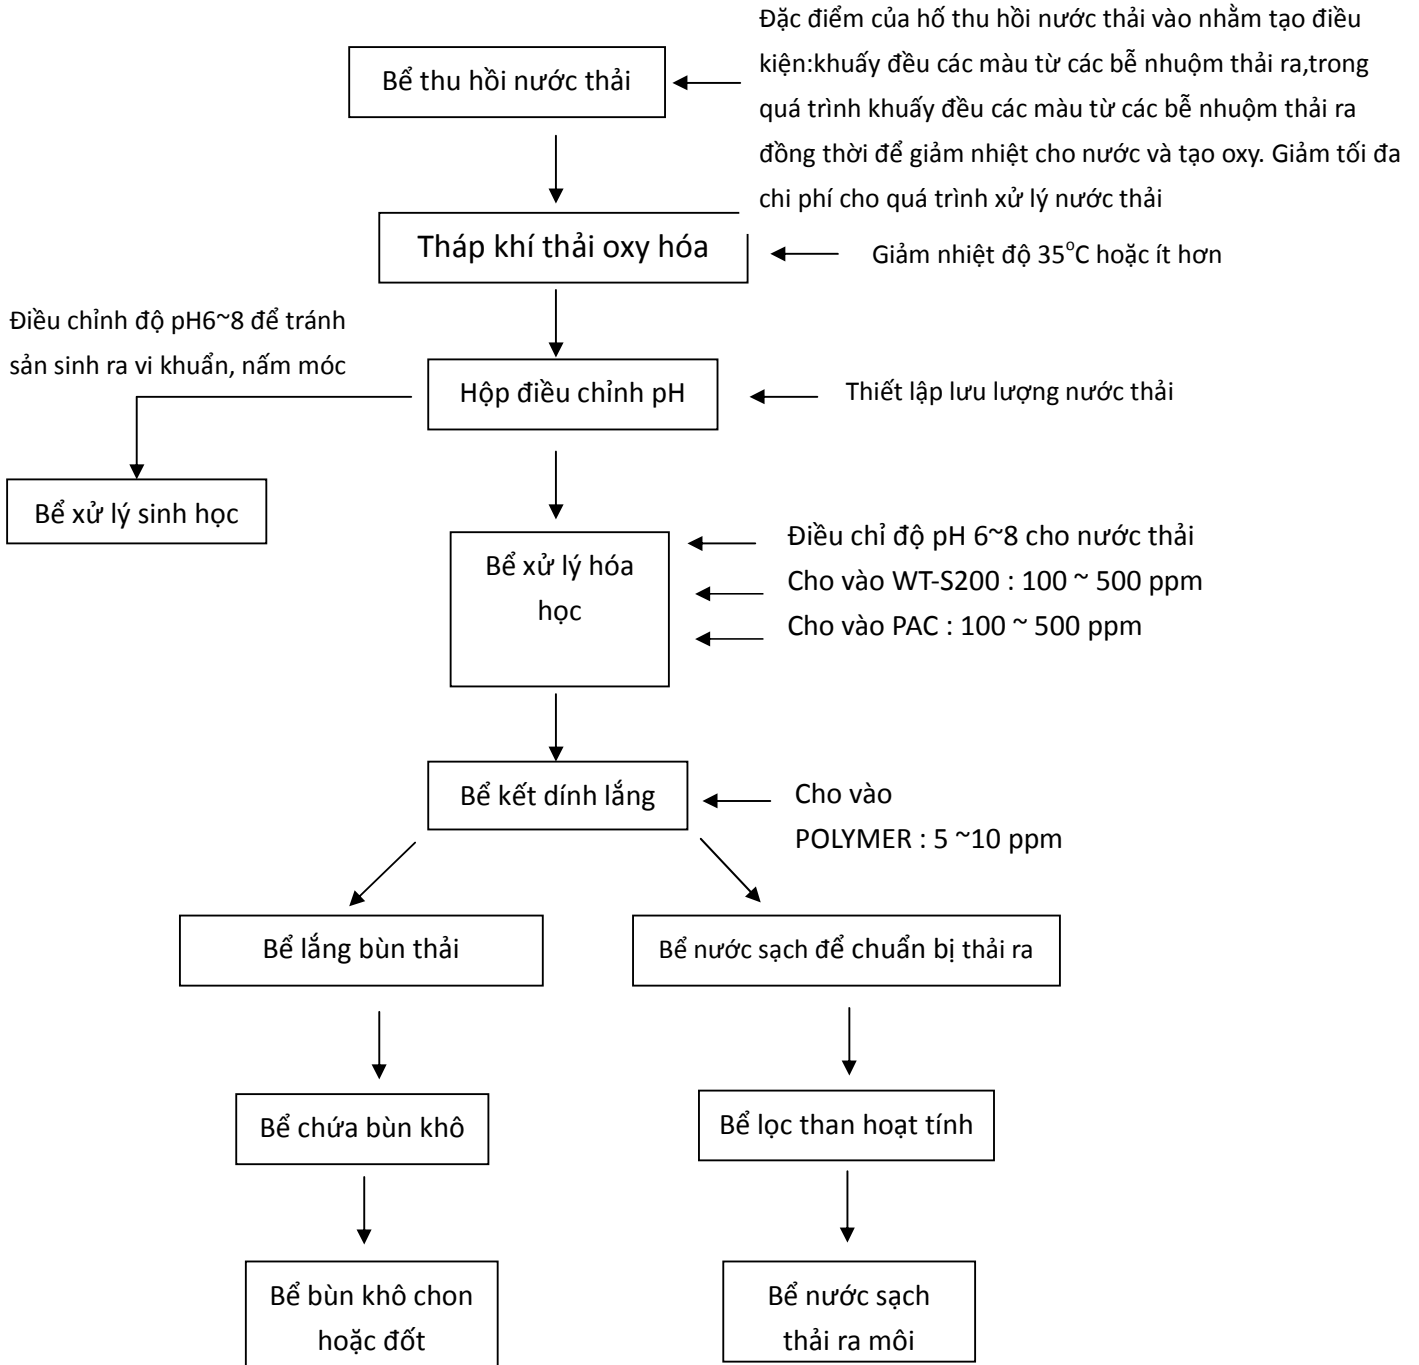 Đặc điểm của hố thu hồi nước thải vào nhằm tạo điều
kiện:khuấy đều các màu từ các bễ nhuộm thải ra,trong
quá trình khuấy đều các màu từ các bễ nhuộm thải ra
đồng thời để giảm nhiệt cho nước và tạo oxy. Giảm tối đa
chi phí cho quá trình xử lý nước thải
Bể thu hồi nước thải
Tháp khí thải oxy hóa
Giảm nhiệt độ 35°C hoặc ít hơn
Điều chỉnh độ pH6~8 để tránh
sản sinh ra vi khuẩn, nấm móc
Hộp điều chỉnh pH
Thiết lập lưu lượng nước thải
Bể xử lý sinh học
Bể xử lý hóa
học
Điều chỉ độ pH 6~8 cho nước thải
Cho vào WT-S200 : 100 ~ 500 ppm
Cho vào PAC : 100 ~ 500 ppm
Bể kết dính lắng
Cho vào
POLYMER : 5 ~10 ppm
Bể lắng bùn thải
Bể nước sạch để chuẩn bị thải ra
Bể chứa bùn khô
Bể lọc than hoạt tính
Bể bùn khô chon
hoặc đốt
Bể nước sạch
thải ra môi